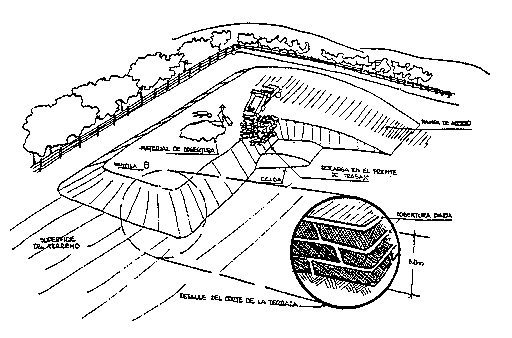 RAMPA DE ACCESO
MATERIAL DE COBERTURA
DESCARGA EN EL FRENTE
DE TRABAJO
CELDA
COBERTURA DIARIA
SUPERFICIE
DEL TERRENO
DETALLE DEL CORTE DE LA TERRAZA